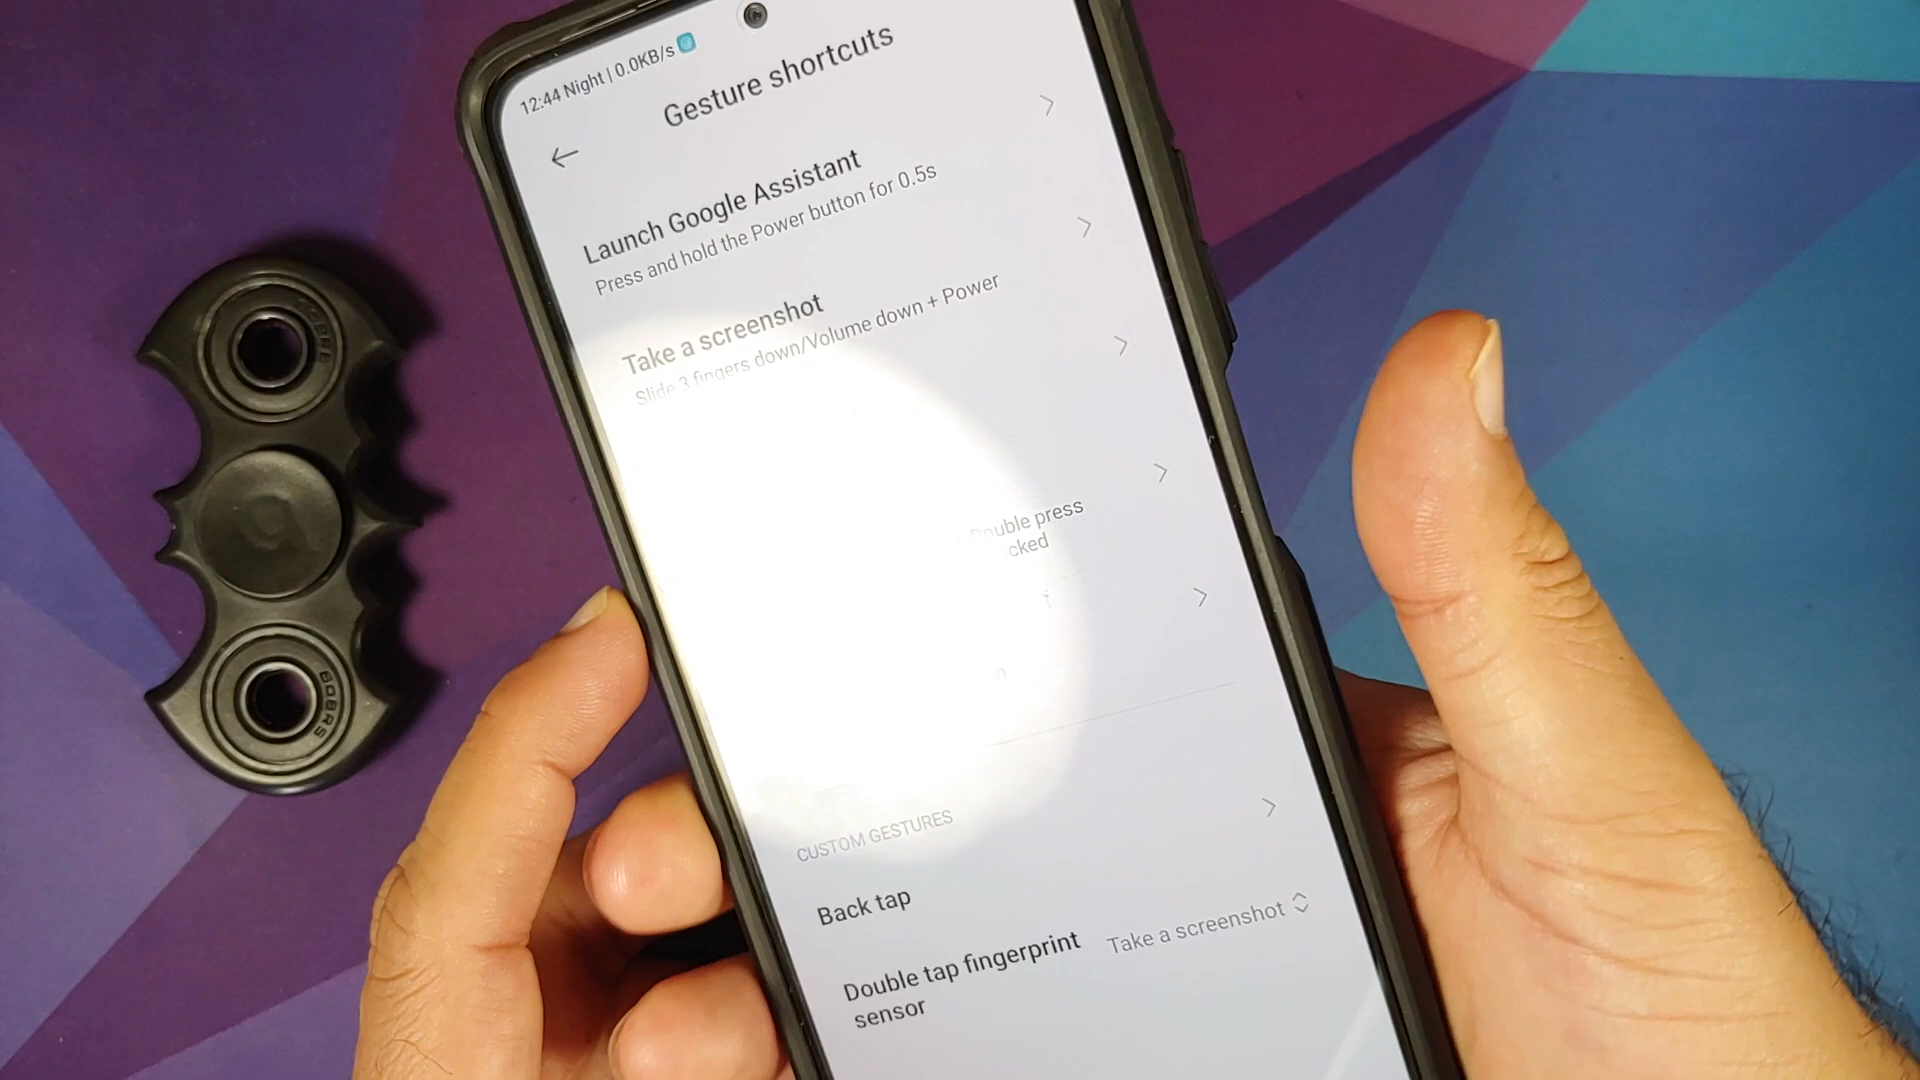 12:44 Night | 0.0KB/s
Gesture shortcuts
Launch Google Assistant
Press and hold the Power button for 0.5s
Take a screenshot
Slide 3 fingers down/Volume down + Power
Double press
CUSTOM GESTURES
Back tap
Double tap fingerprint
sensor
Take a screenshot
BOBRS